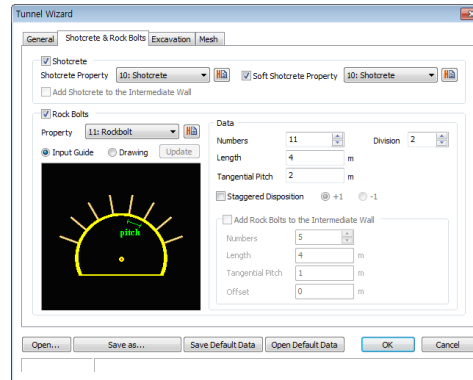 Tunnel Wizard
General Shotcrete & Rock Bolts Excavation Mesh
Shotcrete
Shotcrete Property 10: Shotcrete Soft Shotcrete Property 10: Shotcrete
Add Shotcrete to the Intermediate Wall
Rock Bolts
Property 11: Rockbolt
Input Guide Drawing Update
pitch
Data
Numbers 11 Division 2
Length 4 m
Tangential Pitch 2 m
Staggered Disposition +1 -1
Add Rock Bolts to the Intermediate Wall
Numbers 5
Length 4 m
Tangential Pitch 1 m
Offset 0 m
Open... Save as... Save Default Data Open Default Data OK Cancel